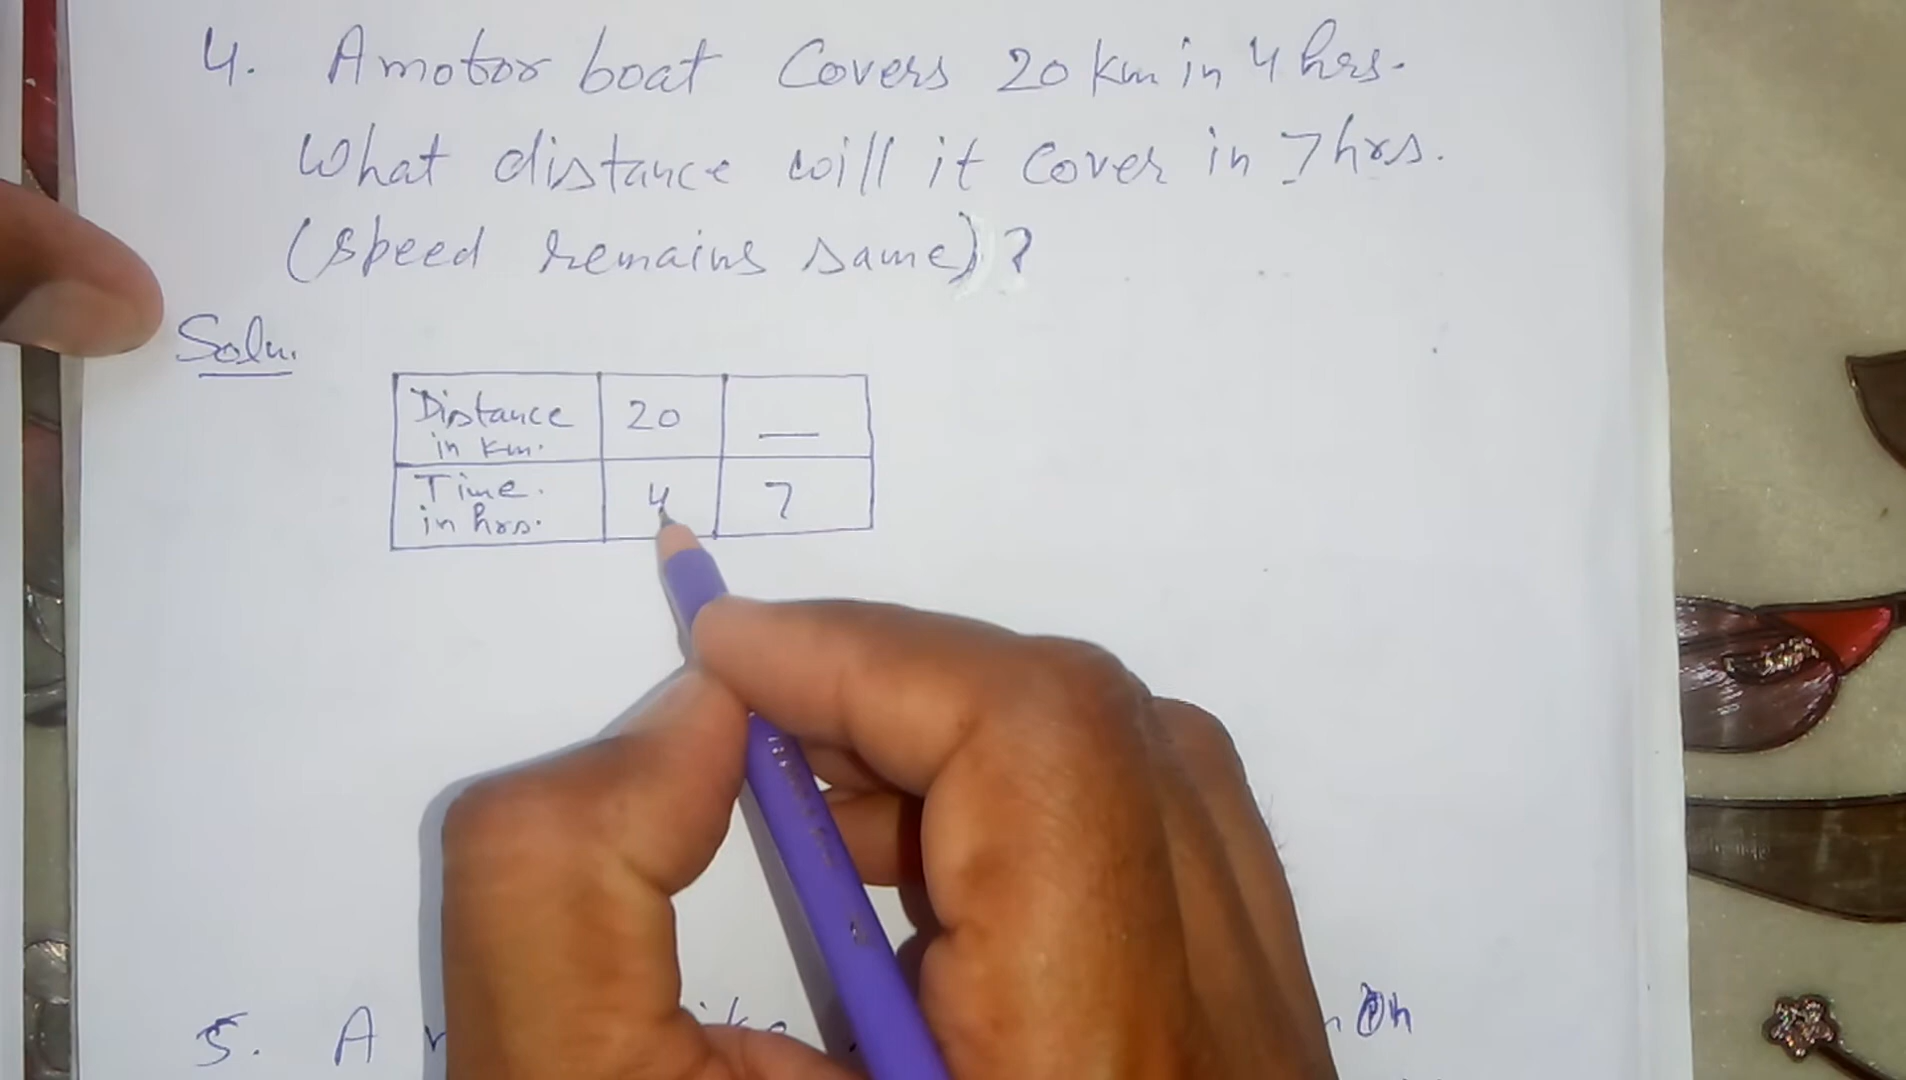 4. A motor boat Covers 20 km in 4 hrs.
What distance will it cover in 7 hrs.
(speed remains same)?
Soln.
Distance in km. 20 __
Time. in hrs. 4 7
5. A